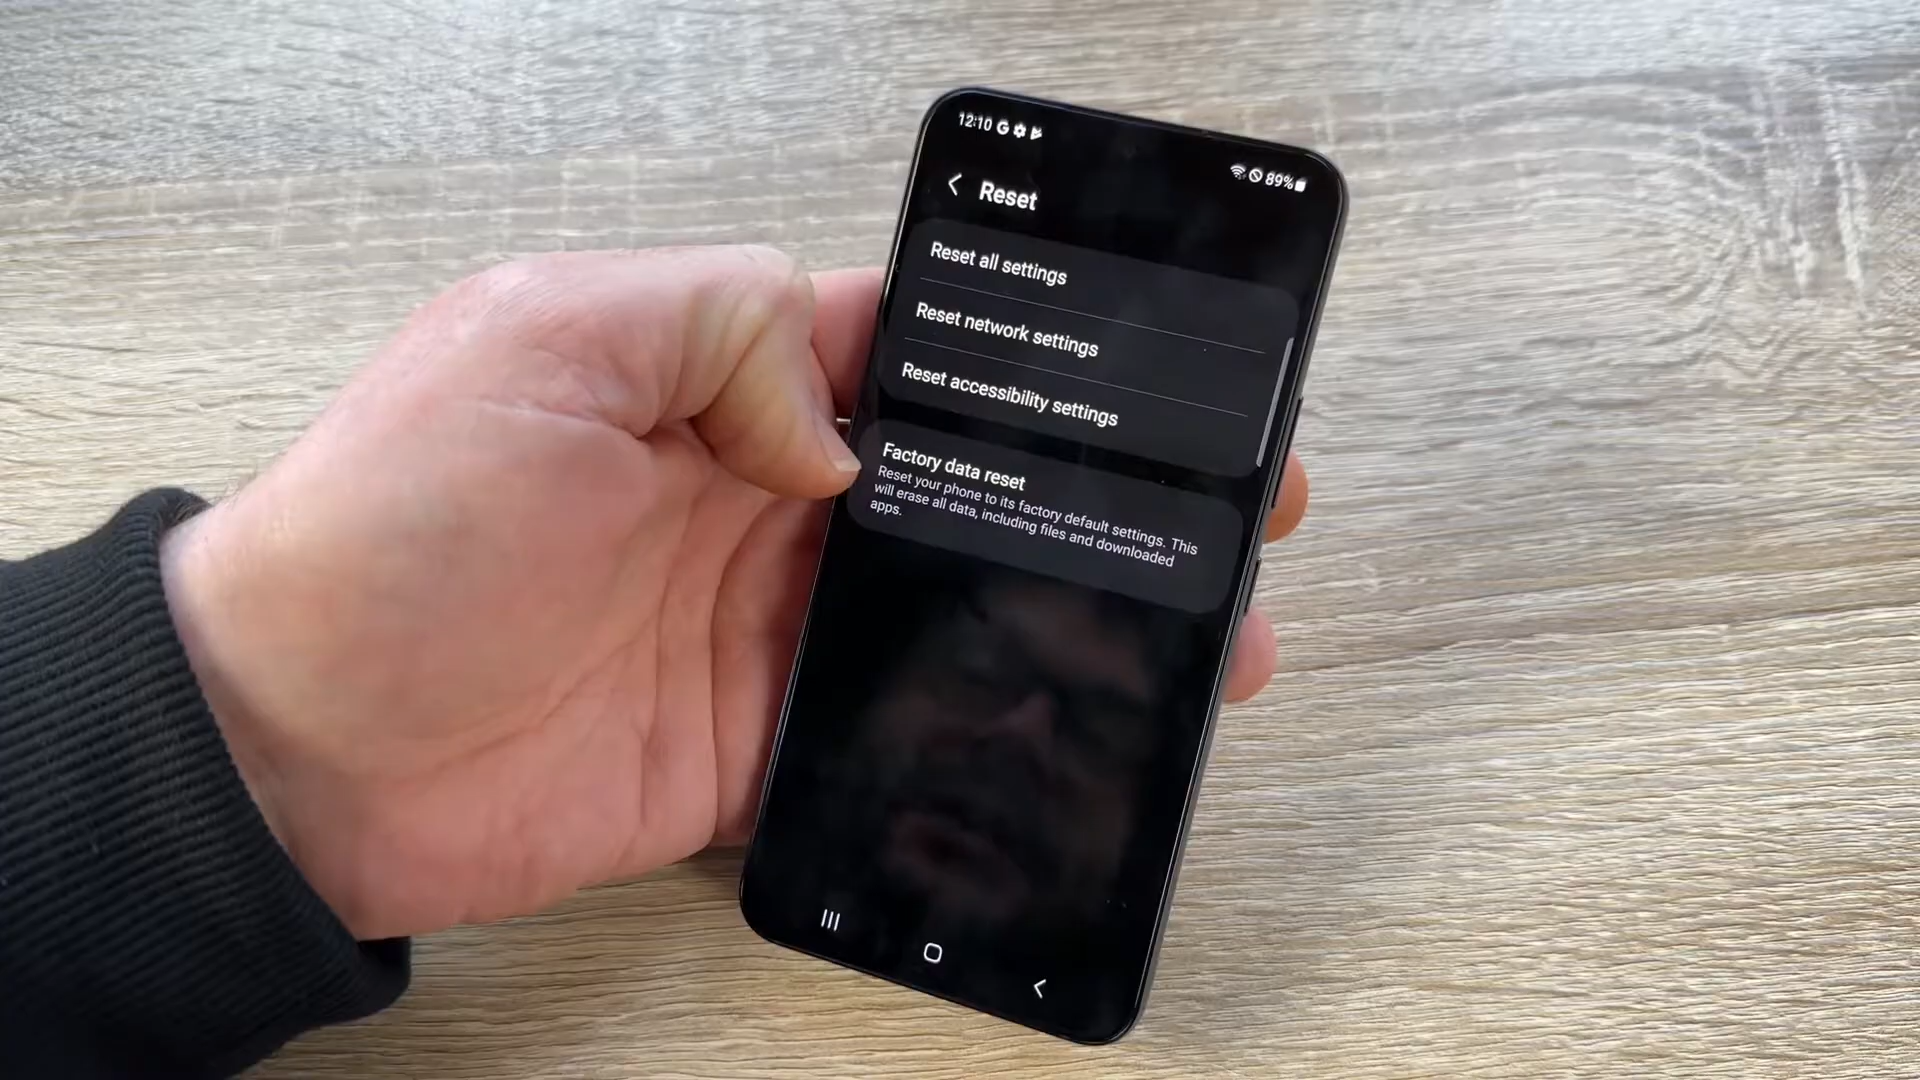 12:10 G
89%
Reset
Reset all settings
Reset network settings
Reset accessibility settings
Factory data reset
Reset your phone to its factory default settings. This
will erase all data, including files and downloaded
apps.